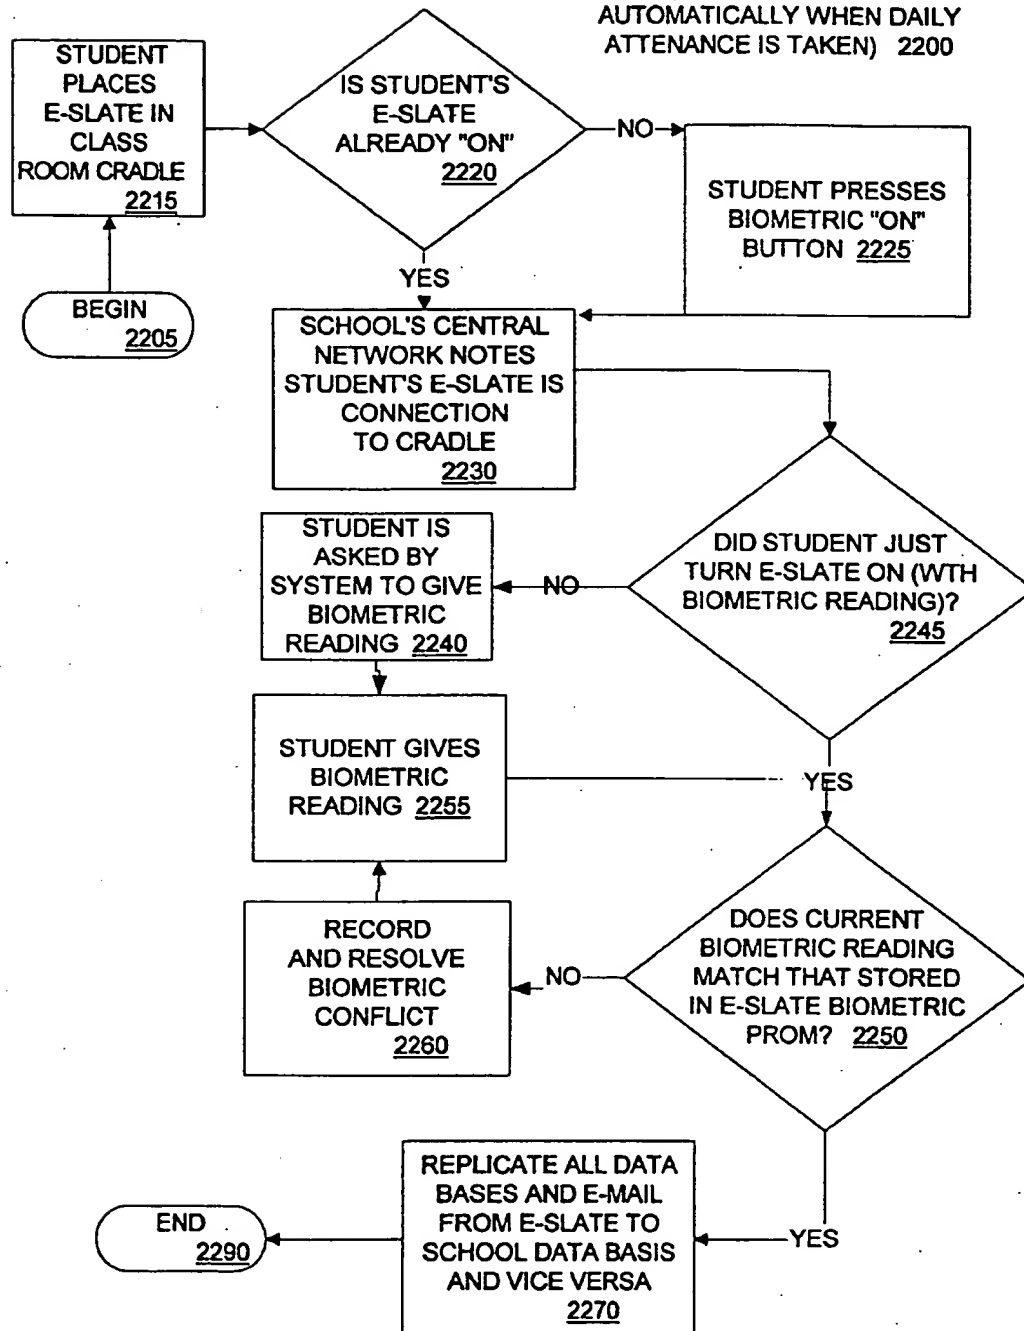 AUTOMATICALLY WHEN DAILY
ATTENANCE IS TAKEN) 2200
STUDENT
PLACES
E-SLATE IN
CLASS
ROOM CRADLE
2215
IS STUDENT'S
E-SLATE
ALREADY "ON"
2220
NO
STUDENT PRESSES
BIOMETRIC "ON"
BUTTON 2225
YES
BEGIN
2205
SCHOOL'S CENTRAL
NETWORK NOTES
STUDENT'S E-SLATE IS
CONNECTION
TO CRADLE
2230
DID STUDENT JUST
TURN E-SLATE ON (WTH
BIOMETRIC READING)?
2245
NO
STUDENT IS
ASKED BY
SYSTEM TO GIVE
BIOMETRIC
READING 2240
STUDENT GIVES
BIOMETRIC
READING 2255
YES
DOES CURRENT
BIOMETRIC READING
MATCH THAT STORED
IN E-SLATE BIOMETRIC
PROM? 2250
NO
RECORD
AND RESOLVE
BIOMETRIC
CONFLICT
2260
YES
REPLICATE ALL DATA
BASES AND E-MAIL
FROM E-SLATE TO
SCHOOL DATA BASIS
AND VICE VERSA
2270
END
2290